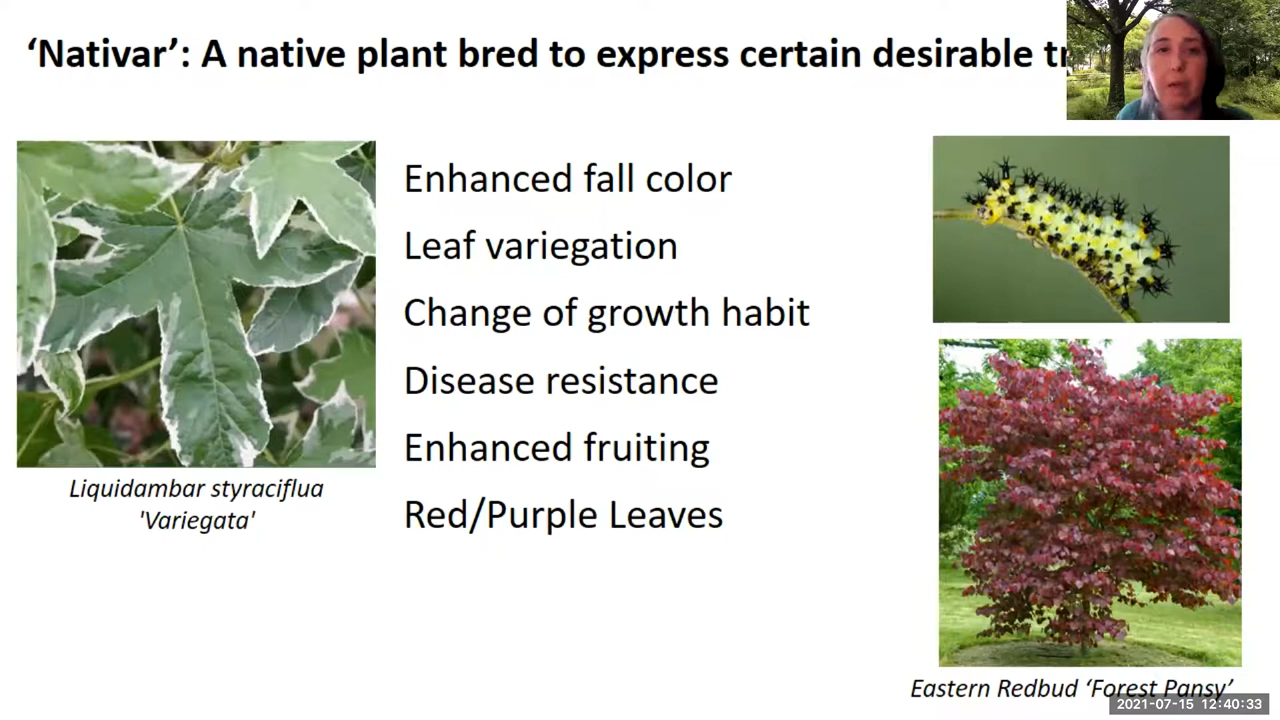 ‘Nativar’: A native plant bred to express certain desirable
Enhanced fall color
Leaf variegation
Change of growth habit
Disease resistance
Enhanced fruiting
Red/Purple Leaves
Liquidambar styraciflua
'Variegata'
Eastern Redbud ‘Forest Pansy’
2021-07-15 12:40:33